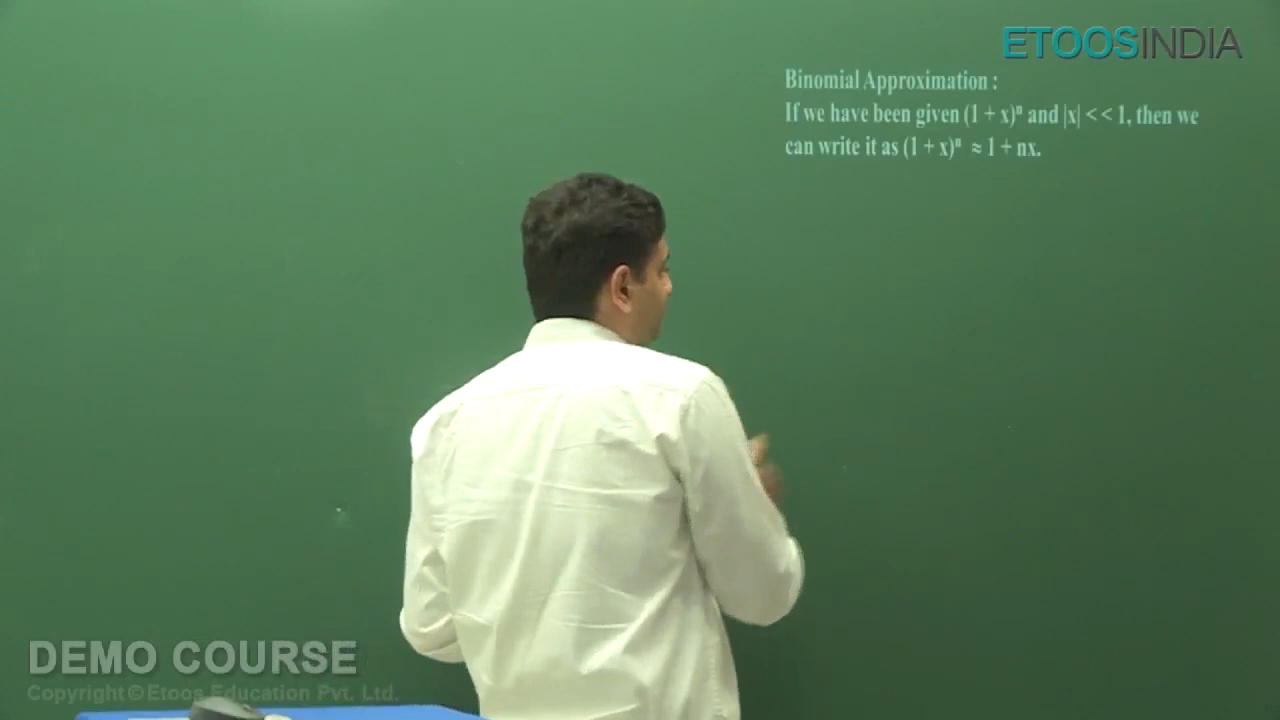 ETOOSINDIA
Binomial Approximation :
If we have been given (1 + x)ⁿ and |x| < < 1, then we
can write it as (1 + x)ⁿ ≈ 1 + nx.
DEMO COURSE
Copyright©Etoos Education Pvt. Ltd.